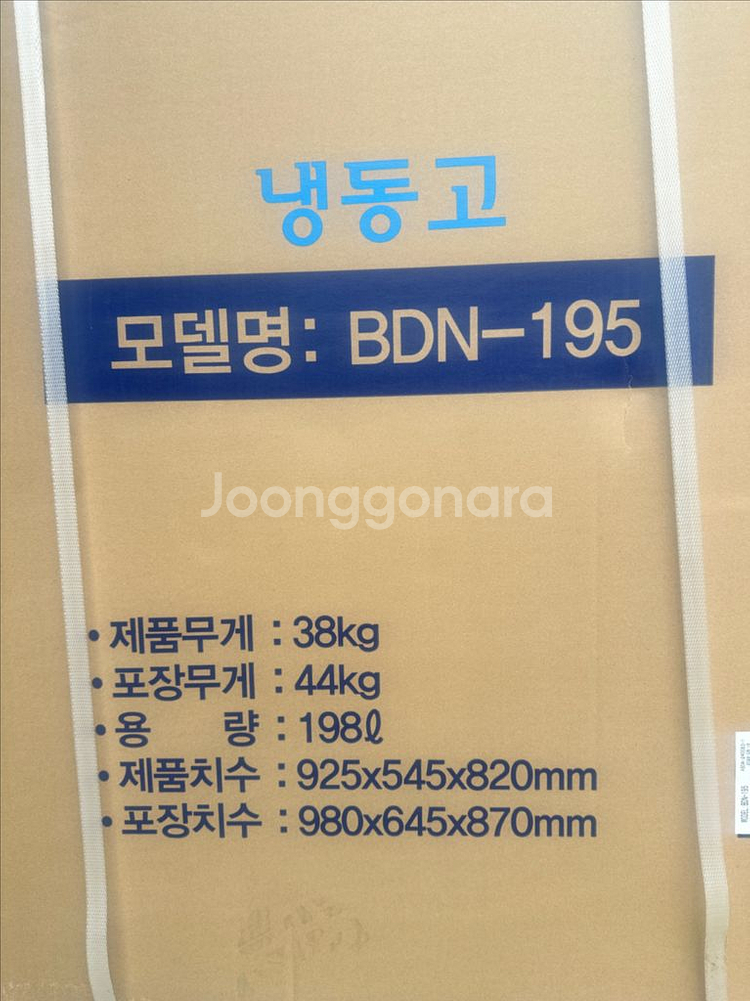 냉동고
모델명: BDN-195
Joonggonara
• 제품무게 : 38kg
• 포장무게 : 44kg
• 용 량 : 198ℓ
• 제품치수 : 925x545x820mm
• 포장치수 : 980x645x870mm